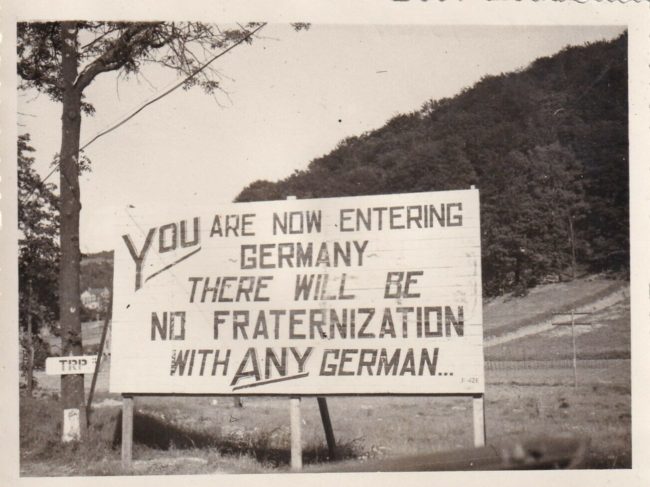 YOU ARE NOW ENTERING
GERMANY
THERE WILL BE
NO FRATERNIZATION
WITH ANY GERMAN...
TRP